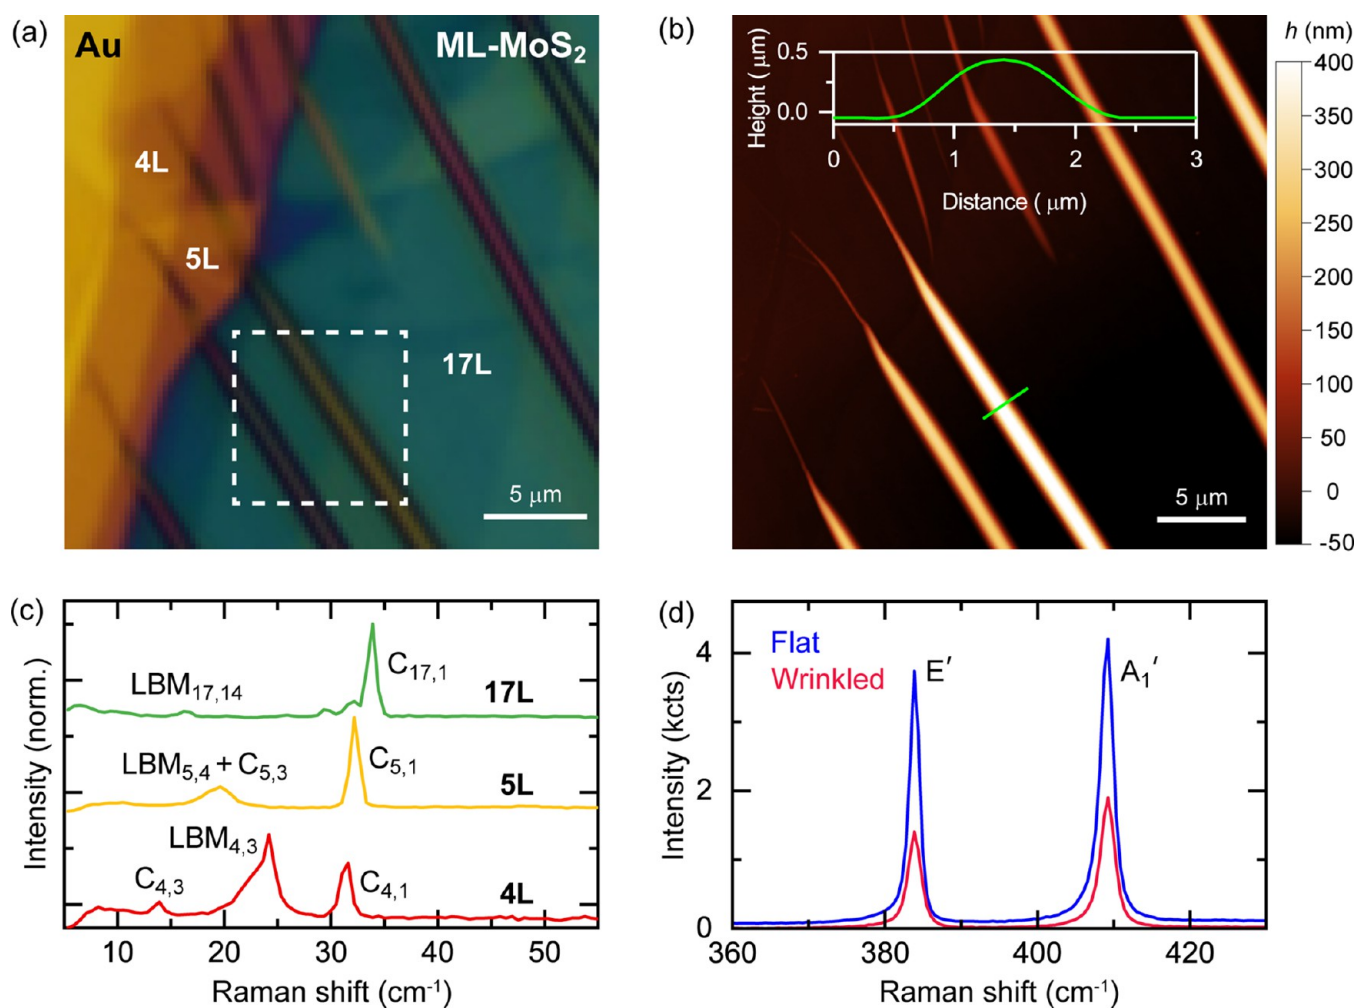 (a)
Au
ML-MoS₂
4L
5L
17L
5 μm
(b)
h (nm)
Height ( μm)
0.5
0.0
0 1 2 3
Distance ( μm)
5 μm
400
350
300
250
200
150
100
50
0
-50
(c)
Intensity (norm.)
LBM₁₇,₁₄
C₁₇,₁
17L
LBM₅,₄ + C₅,₃
C₅,₁
5L
LBM₄,₃
C₄,₃
C₄,₁
4L
10 20 30 40 50
Raman shift (cm⁻¹)
(d)
Intensity (kcts)
Flat
Wrinkled
E′
A₁′
4
2
0
360 380 400 420
Raman shift (cm⁻¹)